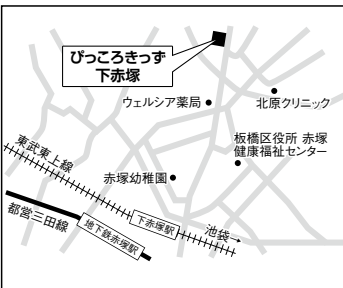 ぴっころきっず
下赤塚
ウェルシア薬局
北原クリニック
板橋区役所 赤塚
健康福祉センター
東武東上線
赤塚幼稚園
下赤塚駅
池袋→
都営三田線
地下鉄赤塚駅